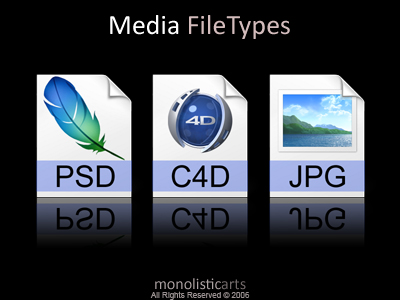 Media FileTypes
4D
PSD C4D JPG
monolisticarts
All Rights Reserved © 2006